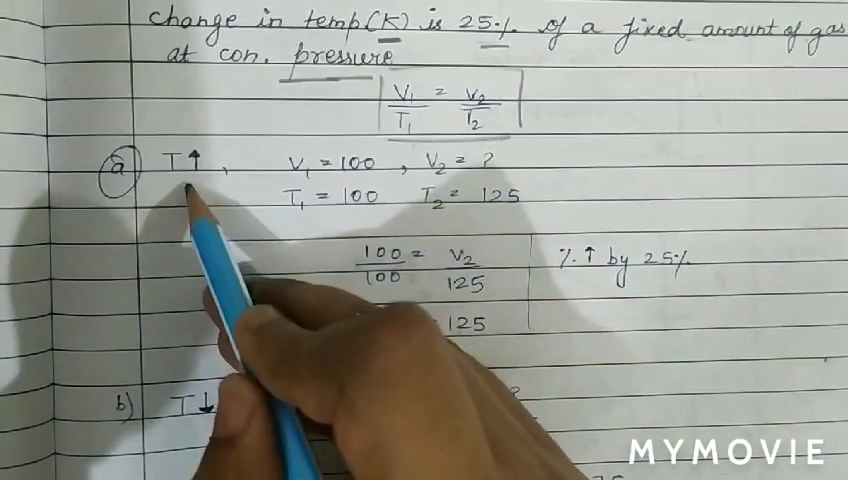 change in temp(K) is 25% of a fixed amount of gas
at con. pressure
V₁/T₁ = V₂/T₂
a) T↑, V₁ = 100, V₂ = ?
T₁ = 100 T₂ = 125
100/100 = V₂/125 % ↑ by 25%
= 125
b) T↓ ?
MYMOVIE